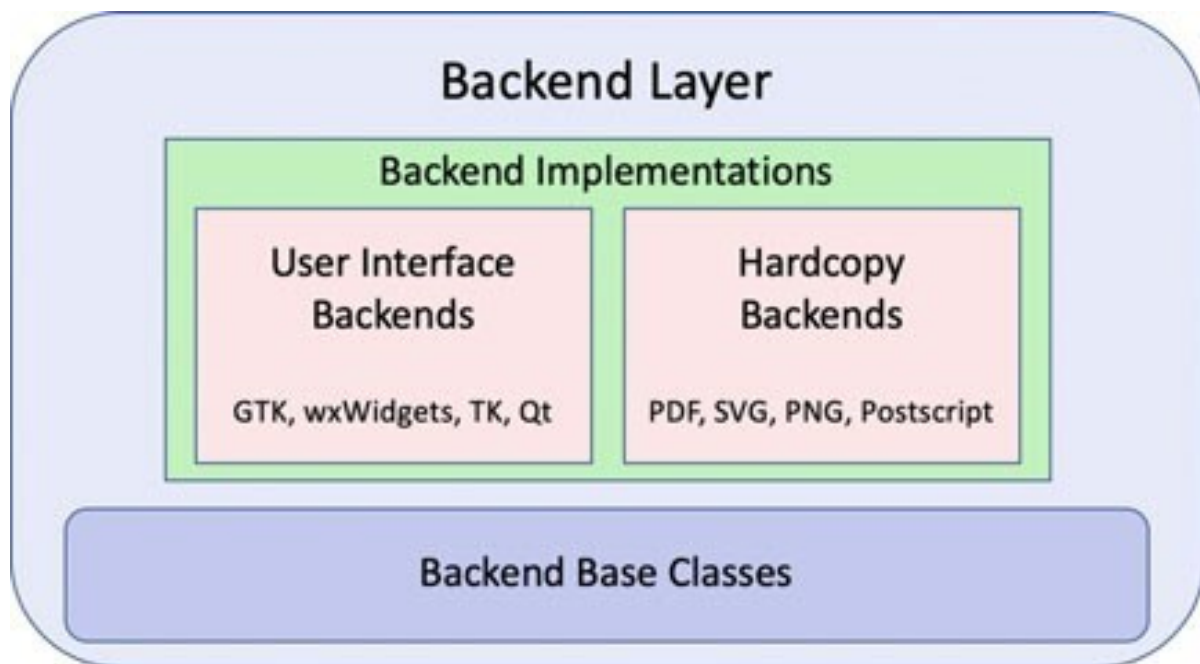 Backend Layer
Backend Implementations
User Interface
Backends
GTK, wxWidgets, TK, Qt
Hardcopy
Backends
PDF, SVG, PNG, Postscript
Backend Base Classes